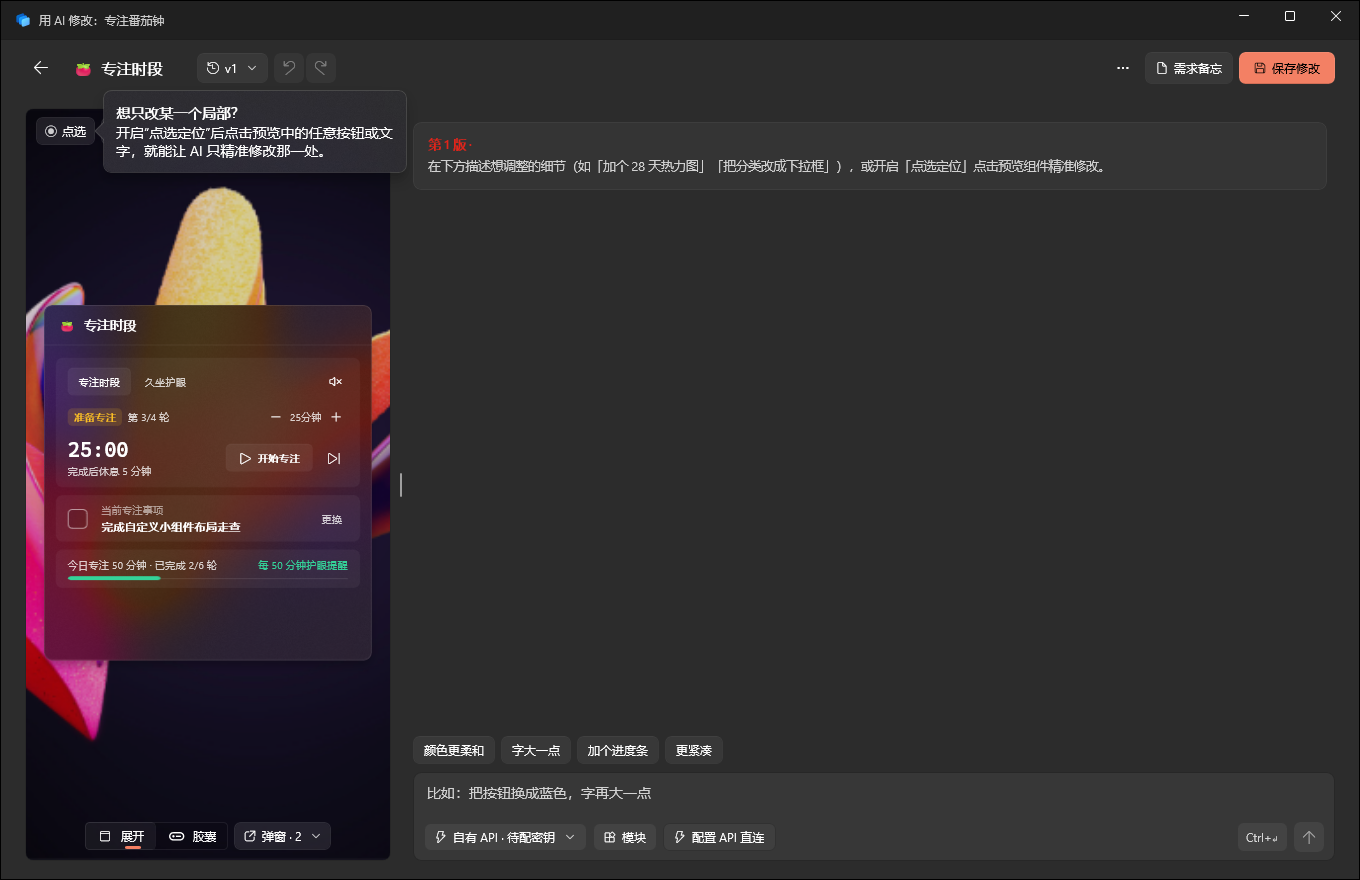 用 AI 修改：专注番茄钟
专注时段
v1
需求备忘
保存修改
点选
想只改某一个局部？
开启"点选定位"后点击预览中的任意按钮或文
字，就能让 AI 只精准修改那一处。
第 1 版·
在下方描述想调整的细节（如「加个 28 天热力图」「把分类改成下拉框」），或开启「点选定位」点击预览组件精准修改。
专注时段
专注时段 久坐护眼
准备专注 第 3/4 轮 25分钟
25:00
开始专注
完成后休息 5 分钟
当前专注事项
完成自定义小组件布局走查
更换
今日专注 50 分钟 · 已完成 2/6 轮 每 50 分钟护眼提醒
展开 胶囊 弹窗 · 2
颜色更柔和 字大一点 加个进度条 更紧凑
比如：把按钮换成蓝色，字再大一点
自有 API · 待配密钥 模块 配置 API 直连 Ctrl+↵